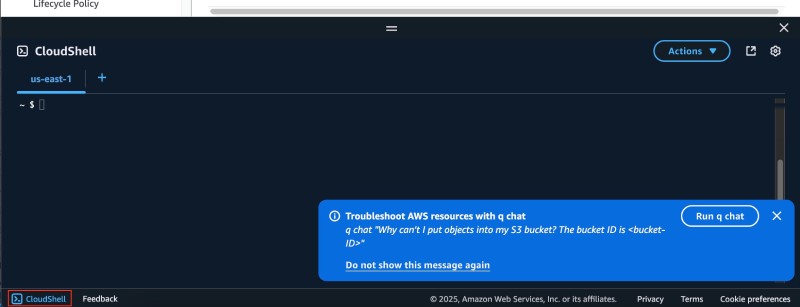 Lifecycle Policy
CloudShell
Actions ▼
us-east-1
+
~ $
Troubleshoot AWS resources with q chat
q chat "Why can't I put objects into my S3 bucket? The bucket ID is <bucket-
ID>"
Run q chat
Do not show this message again
CloudShell Feedback © 2025, Amazon Web Services, Inc. or its affiliates. Privacy Terms Cookie preferences